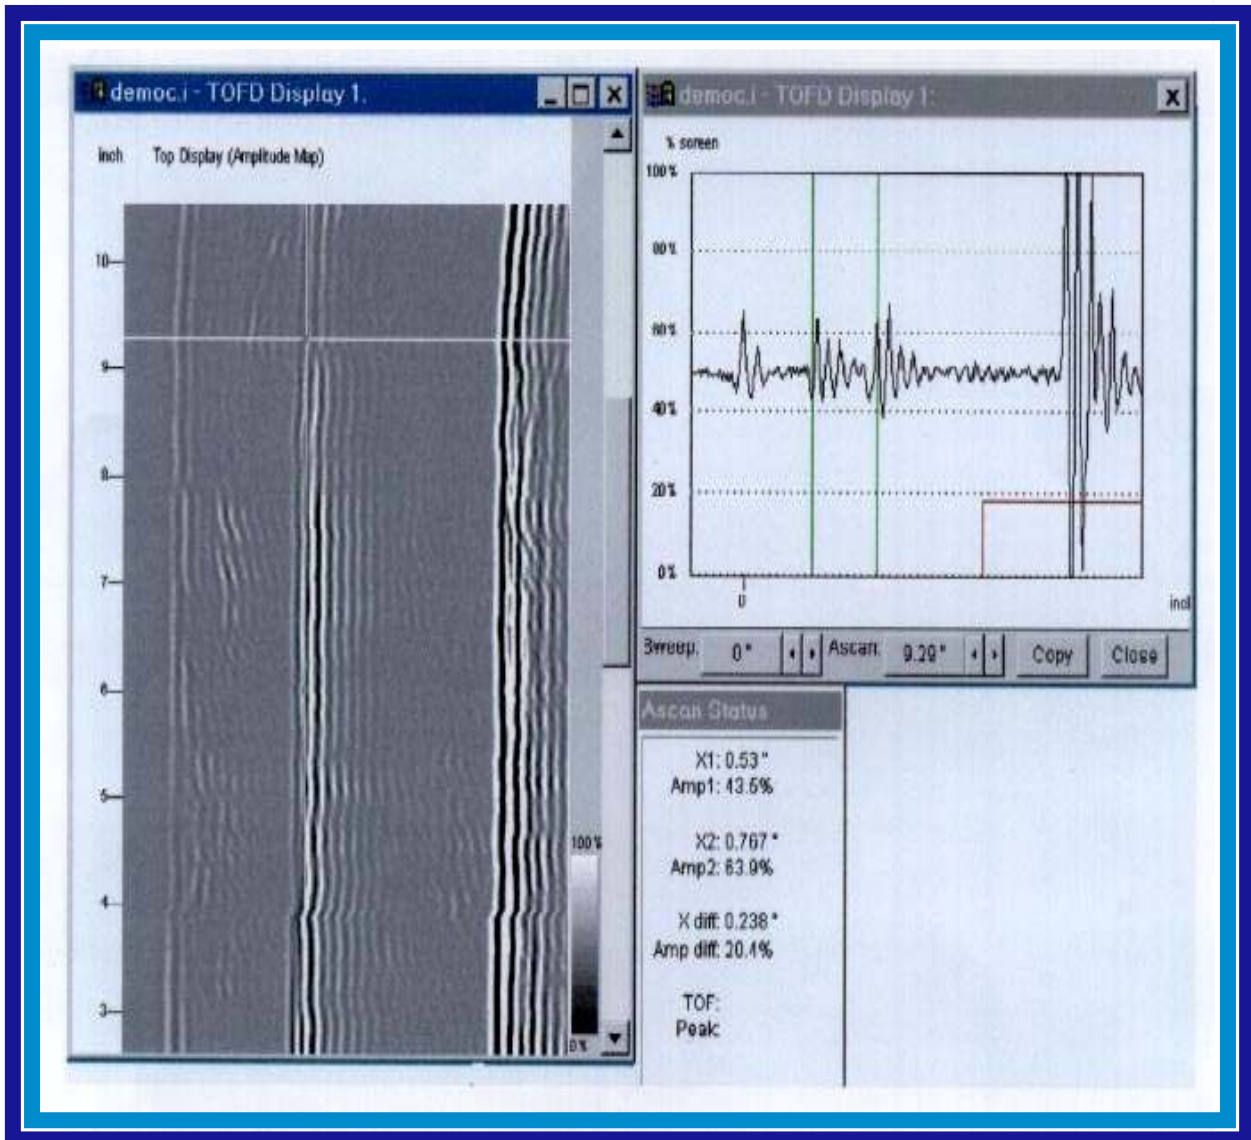 democ.i - TOFD Display 1.
inch Top Display (Amplitude Map)
10
9
8
7
6
5
4
3
100 %
0 %
democ.i - TOFD Display 1:
% screen
100 %
80 %
60 %
40 %
20 %
0 %
0
incl
Sweep: 0 " Ascan: 9.29 " Copy Close
Ascan Status
X1: 0.53 "
Amp1: 43.5%
X2: 0.767 "
Amp2: 63.9%
X diff: 0.238 "
Amp diff: 20.4%
TOF:
Peak: